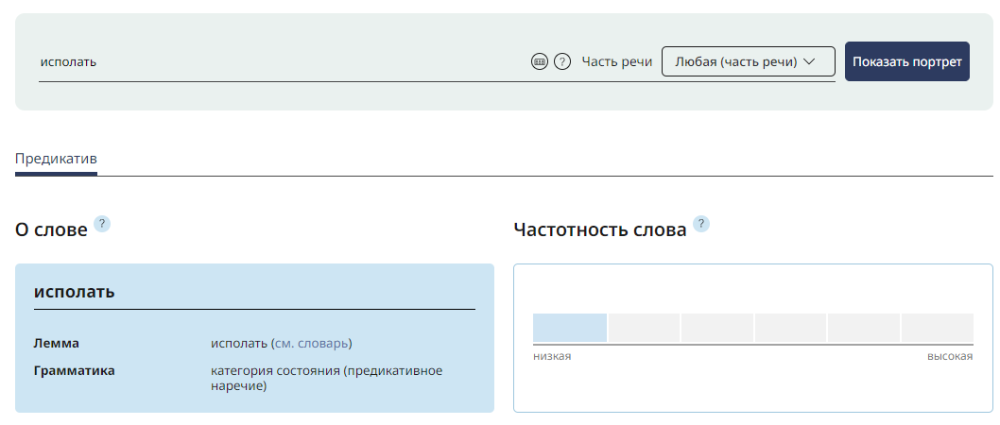 исполать
? Часть речи Любая (часть речи) Показать портрет
Предикатив
О слове ?
Частотность слова ?
исполать
Лемма исполать (см. словарь)
Грамматика категория состояния (предикативное
наречие)
низкая высокая